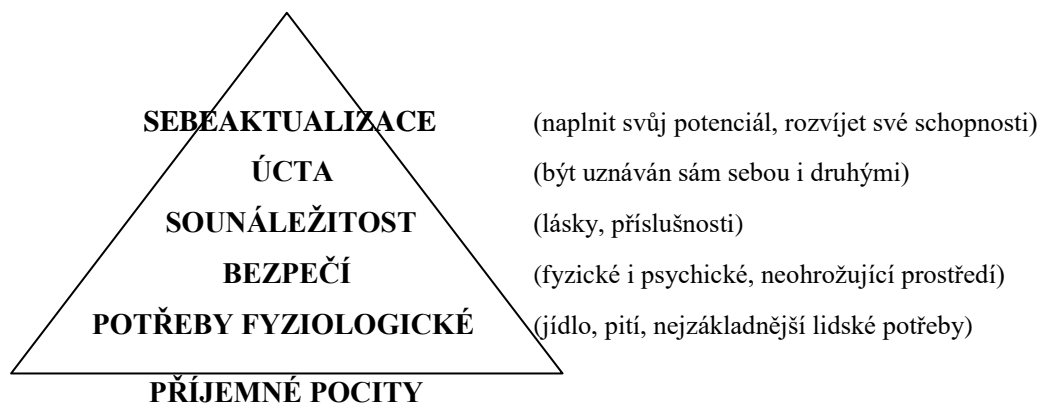 SEBEAKTUALIZACE (naplnit svůj potenciál, rozvíjet své schopnosti)
ÚCTA (být uznáván sám sebou i druhými)
SOUNÁLEŽITOST (lásky, příslušnosti)
BEZPEČÍ (fyzické i psychické, neohrožující prostředí)
POTŘEBY FYZIOLOGICKÉ (jídlo, pití, nejzákladnější lidské potřeby)
PŘÍJEMNÉ POCITY